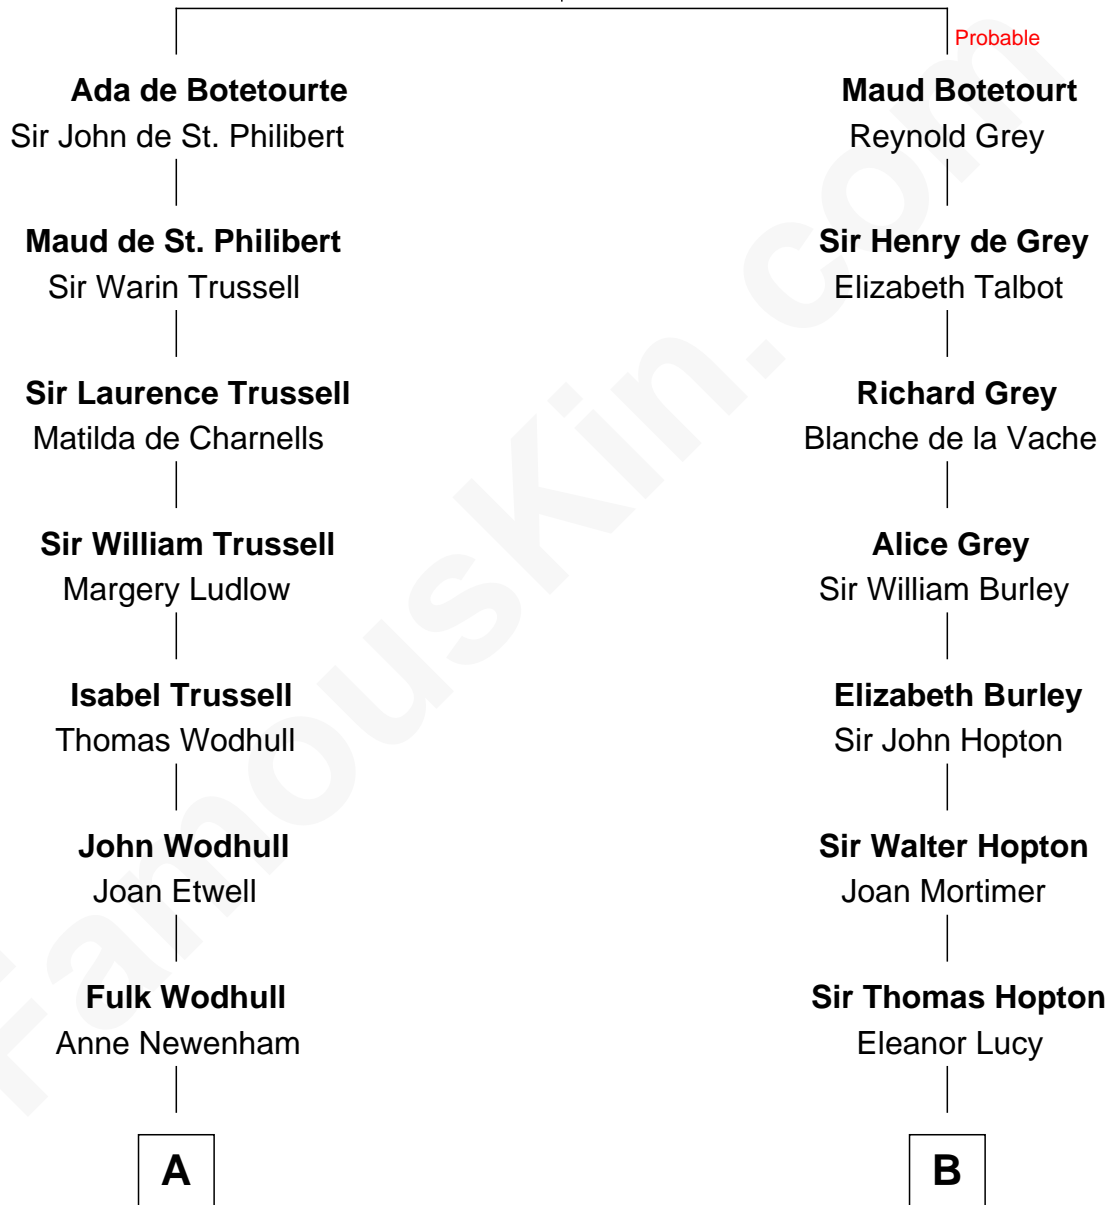 Probable
Ada de Botetourte
Sir John de St. Philibert
Maud Botetourt
Reynold Grey
Maud de St. Philibert
Sir Warin Trussell
Sir Henry de Grey
Elizabeth Talbot
Sir Laurence Trussell
Matilda de Charnells
Richard Grey
Blanche de la Vache
Sir William Trussell
Margery Ludlow
Alice Grey
Sir William Burley
Isabel Trussell
Thomas Wodhull
Elizabeth Burley
Sir John Hopton
John Wodhull
Joan Etwell
Sir Walter Hopton
Joan Mortimer
Fulk Wodhull
Anne Newenham
Sir Thomas Hopton
Eleanor Lucy
A
B
FamousKin.com